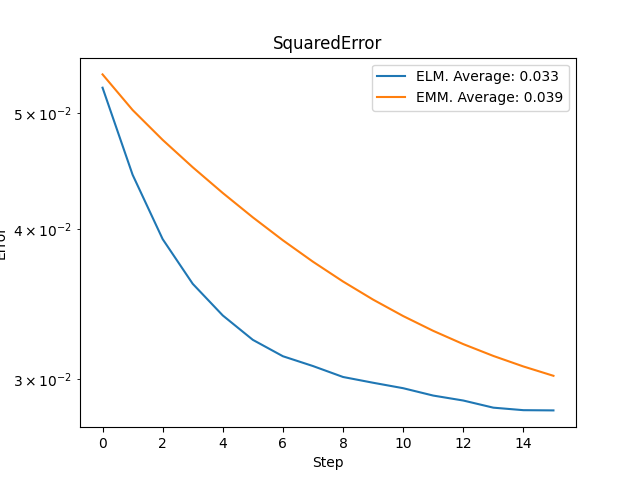 SquaredError
ELM. Average: 0.033
EMM. Average: 0.039
5 × 10⁻²
4 × 10⁻²
3 × 10⁻²
Error
0 2 4 6 8 10 12 14
Step